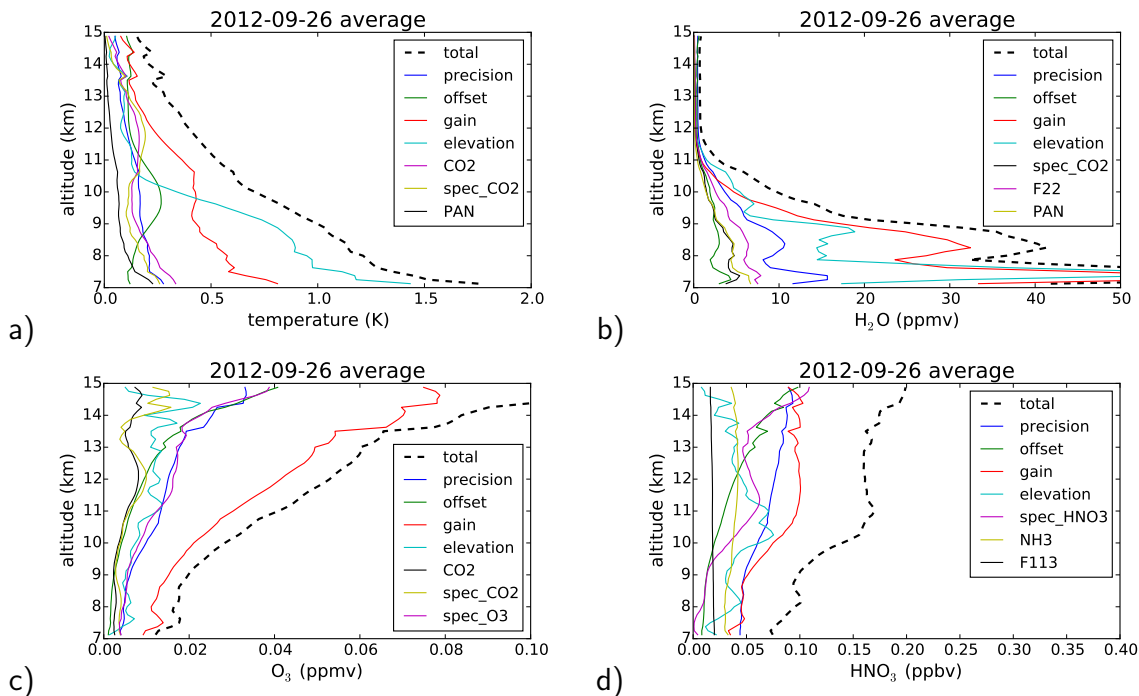 2012-09-26 average
15
14
13
12
11
10
9
8
7
altitude (km)
total
precision
offset
gain
elevation
CO2
spec_CO2
PAN
0.0 0.5 1.0 1.5 2.0
temperature (K)
a)
2012-09-26 average
15
14
13
12
11
10
9
8
7
altitude (km)
total
precision
offset
gain
elevation
spec_CO2
F22
PAN
0 10 20 30 40 50
H₂O (ppmv)
b)
2012-09-26 average
15
14
13
12
11
10
9
8
7
altitude (km)
total
precision
offset
gain
elevation
CO2
spec_CO2
spec_O3
0.00 0.02 0.04 0.06 0.08 0.10
O₃ (ppmv)
c)
2012-09-26 average
15
14
13
12
11
10
9
8
7
altitude (km)
total
precision
offset
gain
elevation
spec_HNO3
NH3
F113
0.00 0.05 0.10 0.15 0.20 0.25 0.30 0.35 0.40
HNO₃ (ppbv)
d)